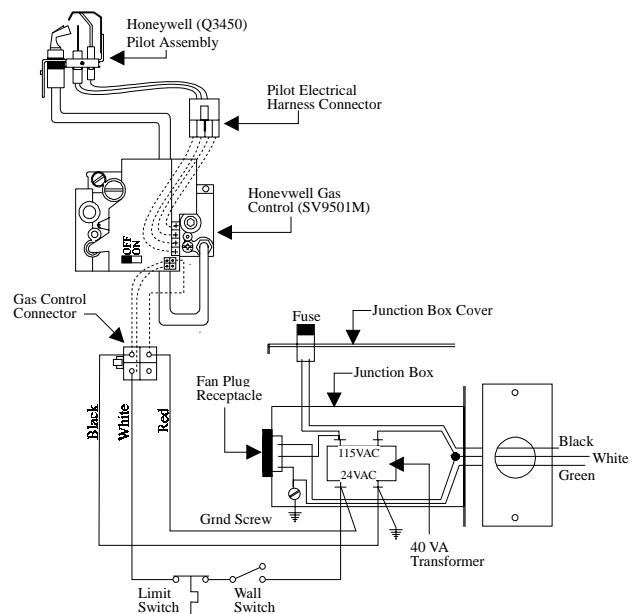 Honeywell (Q3450)
Pilot Assembly
Pilot Electrical
Harness Connector
Honeywell Gas
Control (SV9501M)
OFF
ON
Gas Control
Connector
Fuse
Junction Box Cover
Junction Box
Fan Plug
Receptacle
Black
White
Red
115VAC
24VAC
Black
White
Green
Grnd Screw
40 VA
Transformer
Limit
Switch
Wall
Switch